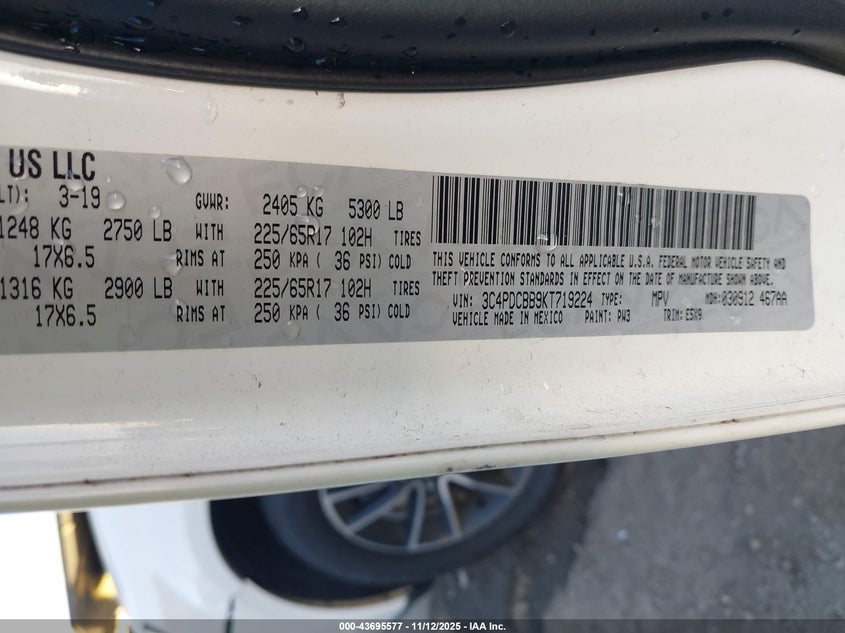 US LLC
LT): 3-19 GVWR: 2405 KG 5300 LB
1248 KG 2750 LB WITH 225/65R17 102H TIRES
17X6.5 RIMS AT 250 KPA ( 36 PSI) COLD
1316 KG 2900 LB WITH 225/65R17 102H TIRES
17X6.5 RIMS AT 250 KPA ( 36 PSI) COLD
THIS VEHICLE CONFORMS TO ALL APPLICABLE U.S.A. FEDERAL MOTOR VEHICLE SAFETY AND
THEFT PREVENTION STANDARDS IN EFFECT ON THE DATE OF MANUFACTURE SHOWN ABOVE.
VIN: 3C4PDCBB9KT719224 TYPE: MPV MDH: 030912 467AA
VEHICLE MADE IN MEXICO PAINT: PW3 TRIM: E5X9
000-43695577 - 11/12/2025 - IAA Inc.